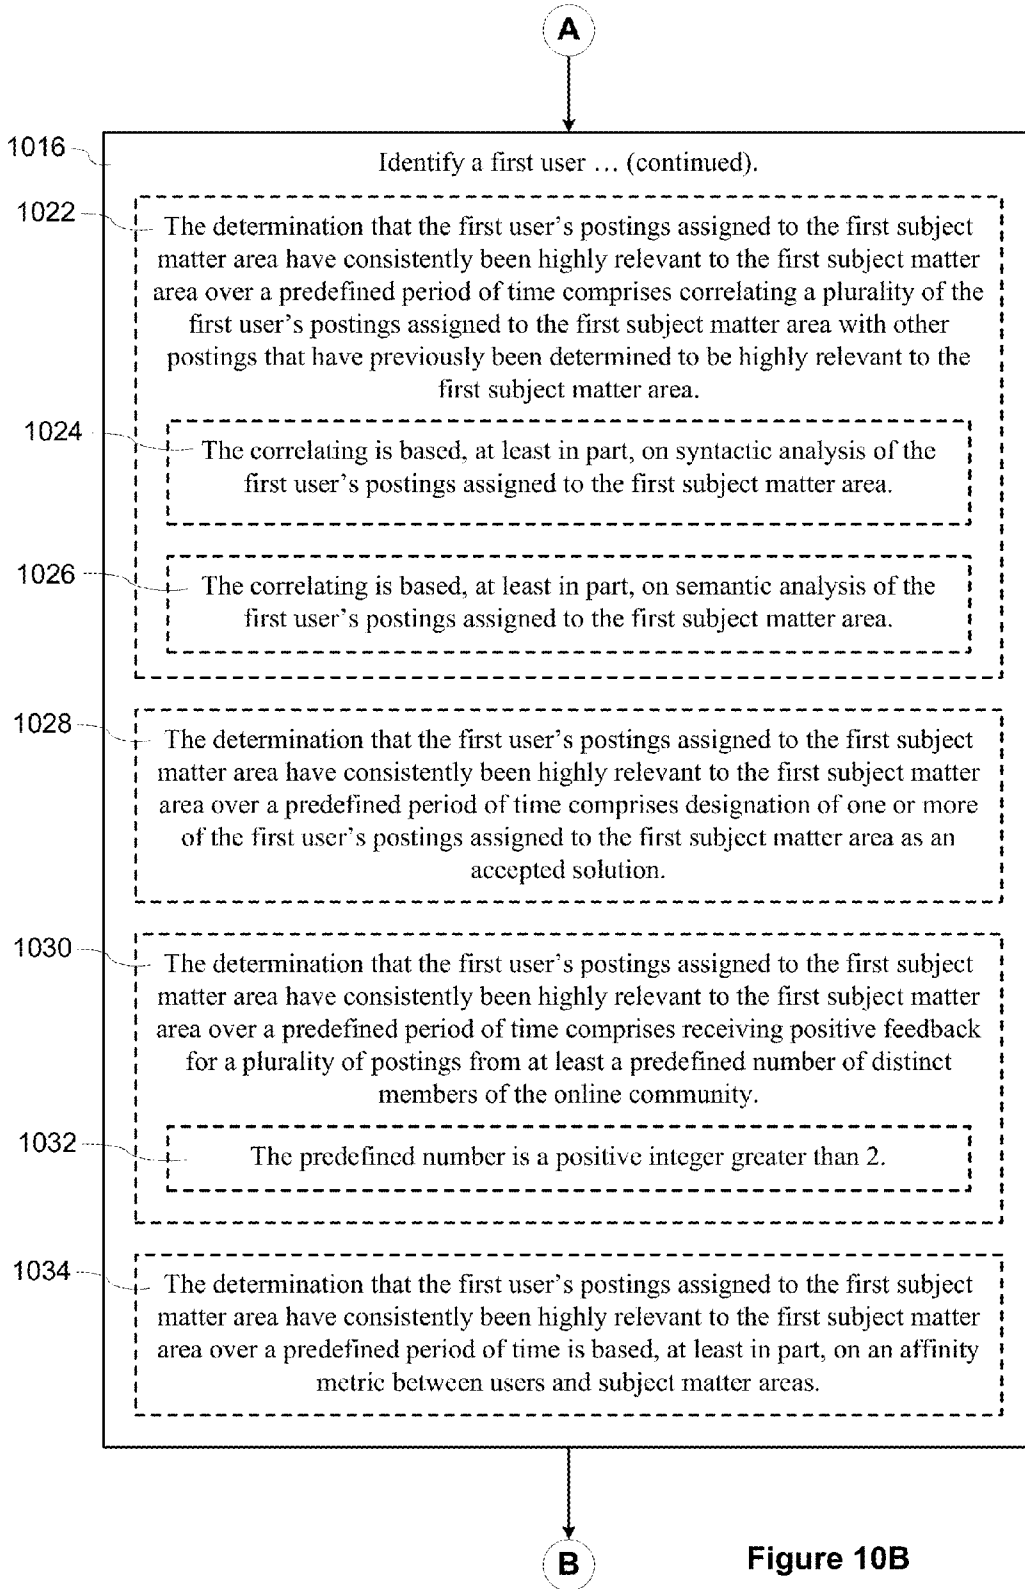 A
1016
Identify a first user … (continued).
1022
The determination that the first user’s postings assigned to the first subject
matter area have consistently been highly relevant to the first subject matter
area over a predefined period of time comprises correlating a plurality of the
first user’s postings assigned to the first subject matter area with other
postings that have previously been determined to be highly relevant to the
first subject matter area.
1024
The correlating is based, at least in part, on syntactic analysis of the
first user’s postings assigned to the first subject matter area.
1026
The correlating is based, at least in part, on semantic analysis of the
first user’s postings assigned to the first subject matter area.
1028
The determination that the first user’s postings assigned to the first subject
matter area have consistently been highly relevant to the first subject matter
area over a predefined period of time comprises designation of one or more
of the first user’s postings assigned to the first subject matter area as an
accepted solution.
1030
The determination that the first user’s postings assigned to the first subject
matter area have consistently been highly relevant to the first subject matter
area over a predefined period of time comprises receiving positive feedback
for a plurality of postings from at least a predefined number of distinct
members of the online community.
1032
The predefined number is a positive integer greater than 2.
1034
The determination that the first user’s postings assigned to the first subject
matter area have consistently been highly relevant to the first subject matter
area over a predefined period of time is based, at least in part, on an affinity
metric between users and subject matter areas.
B
Figure 10B